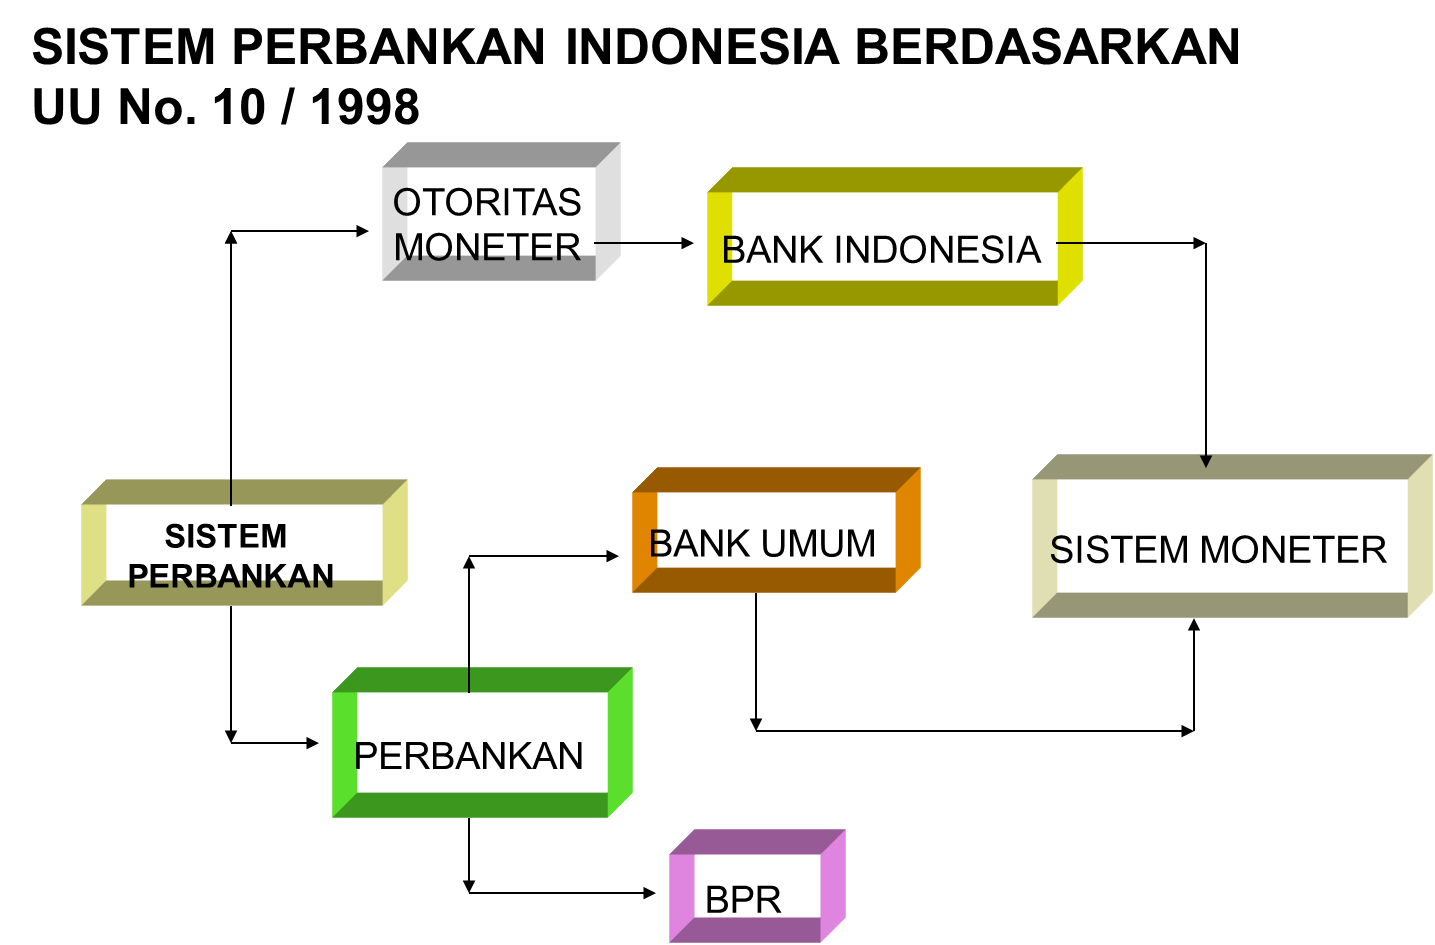 SISTEM PERBANKAN INDONESIA BERDASARKAN
UU No. 10 / 1998
OTORITAS
MONETER
BANK INDONESIA
SISTEM
PERBANKAN
BANK UMUM
SISTEM MONETER
PERBANKAN
BPR